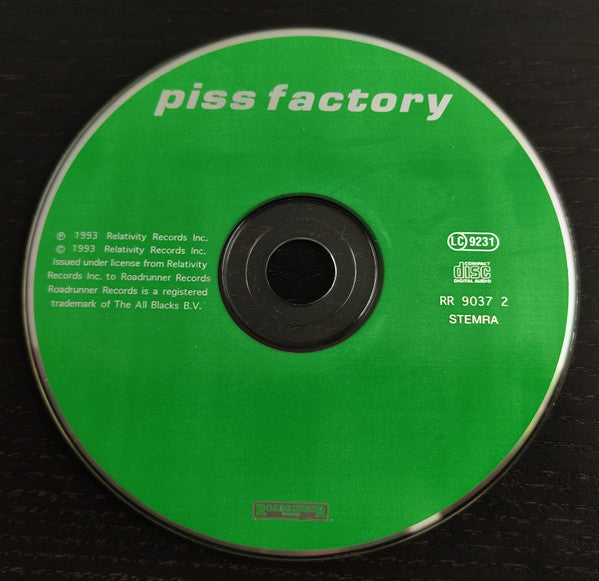 piss factory
℗ 1993 Relativity Records Inc.
© 1993 Relativity Records Inc.
Issued under license from Relativity
Records Inc. to Roadrunner Records
Roadrunner Records is a registered
trademark of The All Blacks B.V.
LC 9231
COMPACT
disc
DIGITAL AUDIO
RR 9037 2
STEMRA
ROADRUNNER